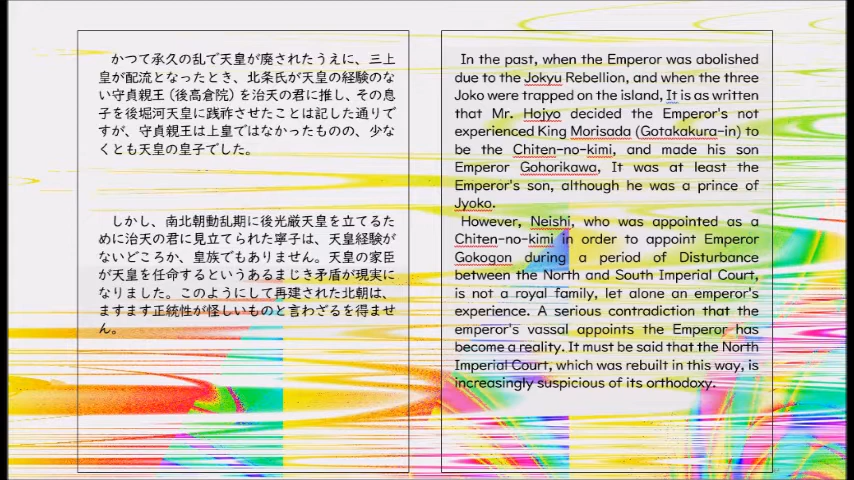 かつて承久の乱で天皇が廃されたうえに、三上
皇が配流となったとき、北条氏が天皇の経験のな
い守貞親王（後高倉院）を治天の君に推し、その息
子を後堀河天皇に践祚させたことは記した通りで
すが、守貞親王は上皇ではなかったものの、少な
くとも天皇の皇子でした。
しかし、南北朝動乱期に後光厳天皇を立てるた
めに治天の君に見立てられた寧子は、天皇経験が
ないどころか、皇族でもありません。天皇の家臣
が天皇を任命するというあるまじき矛盾が現実に
なりました。このようにして再建された北朝は、
ますます正統性が怪しいものと言わざるを得ませ
ん。
In the past, when the Emperor was abolished
due to the Jokyu Rebellion, and when the three
Joko were trapped on the island, It is as written
that Mr. Hojyo decided the Emperor's not
experienced King Morisada (Gotakakura-in) to
be the Chiten-no-kimi, and made his son
Emperor Gohorikawa, It was at least the
Emperor's son, although he was a prince of
Jyoko.
However, Neishi, who was appointed as a
Chiten-no-kimi in order to appoint Emperor
Gokogon during a period of Disturbance
between the North and South Imperial Court,
is not a royal family, let alone an emperor's
experience. A serious contradiction that the
emperor's vassal appoints the Emperor has
become a reality. It must be said that the North
Imperial Court, which was rebuilt in this way, is
increasingly suspicious of its orthodoxy.